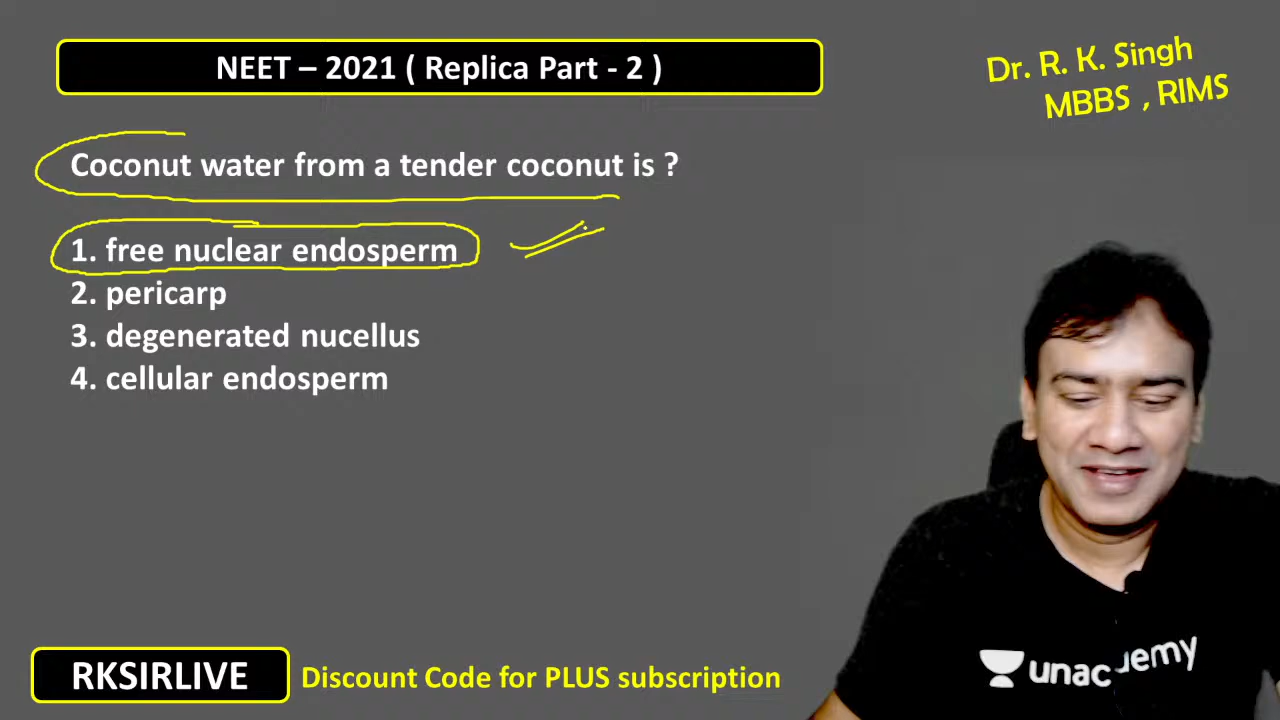 NEET – 2021 ( Replica Part - 2 )
Dr. R. K. Singh
MBBS , RIMS
Coconut water from a tender coconut is ?
1. free nuclear endosperm
2. pericarp
3. degenerated nucellus
4. cellular endosperm
unacademy
RKSIRLIVE
Discount Code for PLUS subscription